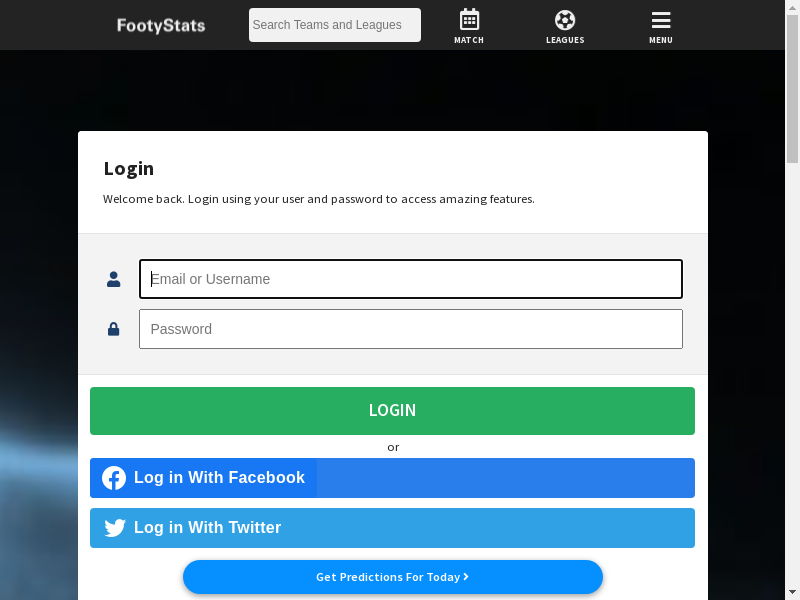 FootyStats
Search Teams and Leagues
MATCH
LEAGUES
MENU
Login
Welcome back. Login using your user and password to access amazing features.
Email or Username
Password
LOGIN
or
Log in With Facebook
Log in With Twitter
Get Predictions For Today